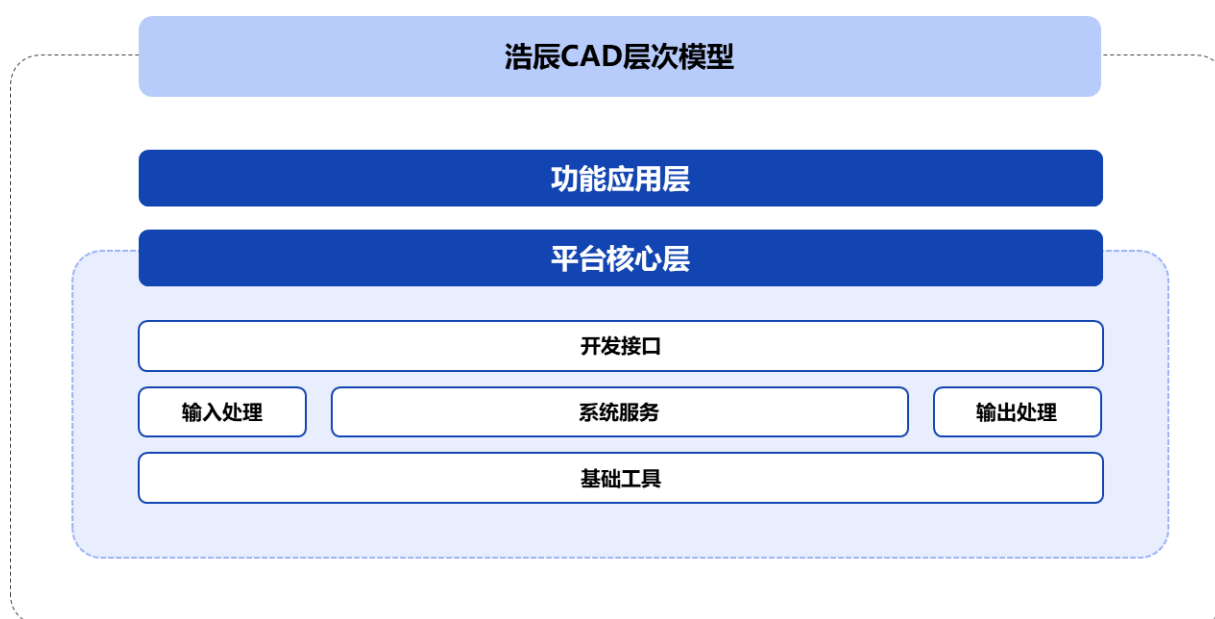 浩辰CAD层次模型
功能应用层
平台核心层
开发接口
输入处理
系统服务
输出处理
基础工具